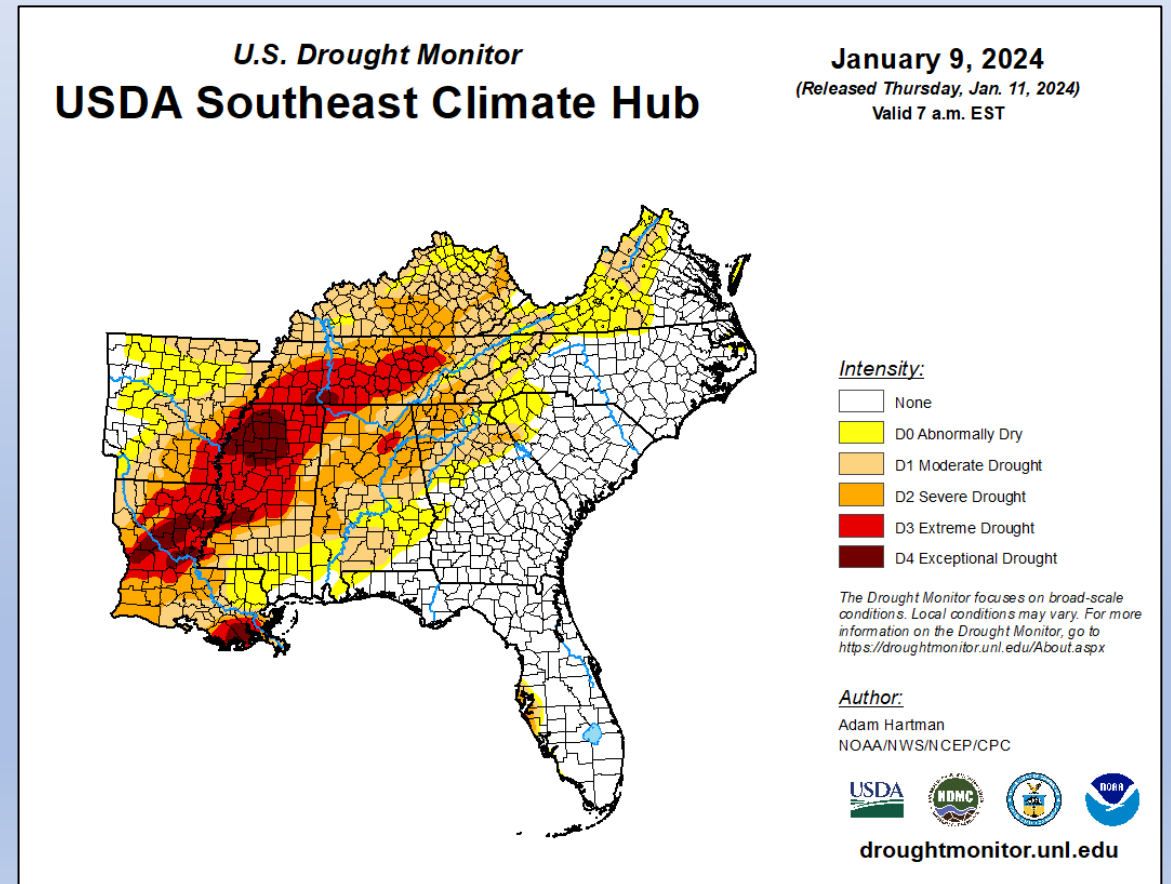 U.S. Drought Monitor
USDA Southeast Climate Hub
January 9, 2024
(Released Thursday, Jan. 11, 2024)
Valid 7 a.m. EST
Intensity:
None
D0 Abnormally Dry
D1 Moderate Drought
D2 Severe Drought
D3 Extreme Drought
D4 Exceptional Drought
The Drought Monitor focuses on broad-scale
conditions. Local conditions may vary. For more
information on the Drought Monitor, go to
https://droughtmonitor.unl.edu/About.aspx
Author:
Adam Hartman
NOAA/NWS/NCEP/CPC
USDA
NDMC
NOAA
droughtmonitor.unl.edu